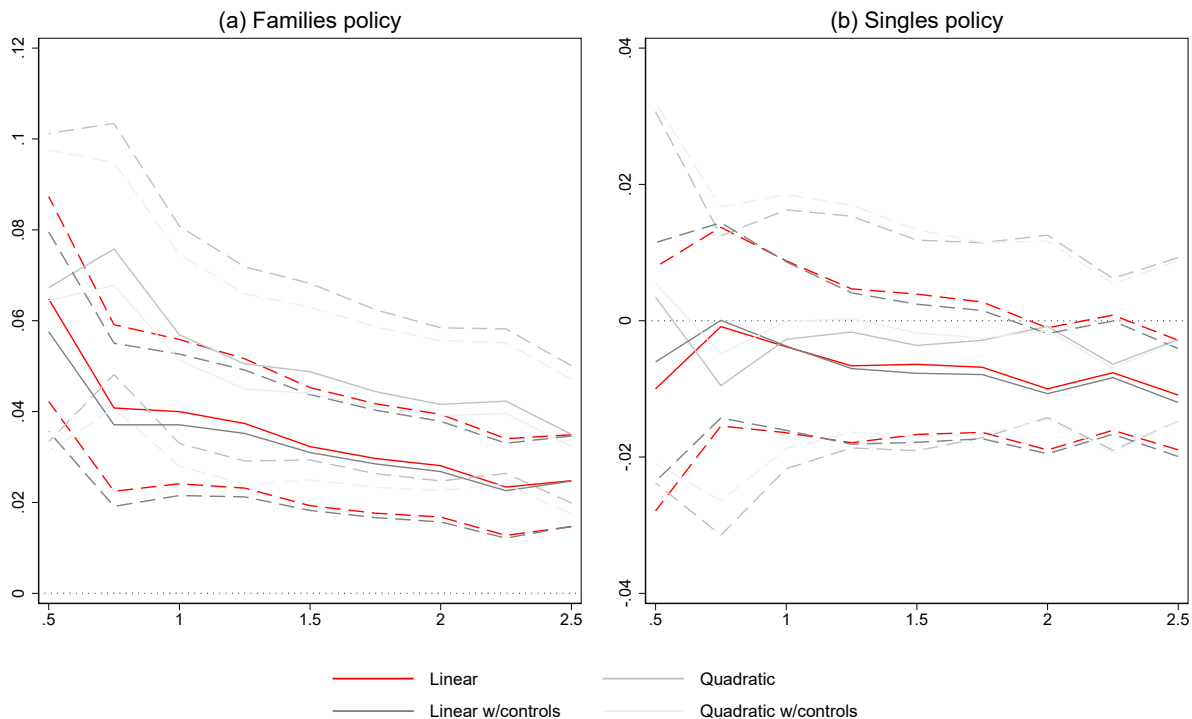 (a) Families policy
.12
.1
.08
.06
.04
.02
0
.5 1 1.5 2 2.5
(b) Singles policy
.04
.02
0
-.02
-.04
.5 1 1.5 2 2.5
Linear Quadratic
Linear w/controls Quadratic w/controls